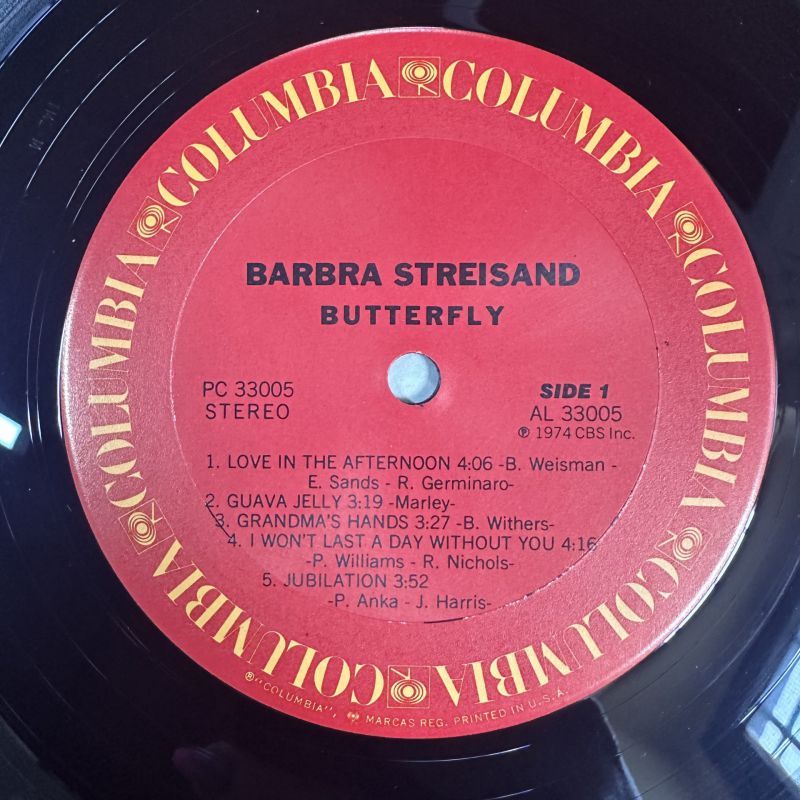 COLUMBIA COLUMBIA COLUMBIA COLUMBIA COLUMBIA COLUMBIA COLUMBIA COLUMBIA
BARBRA STREISAND
BUTTERFLY
PC 33005
STEREO
SIDE 1
AL 33005
℗ 1974 CBS Inc.
1. LOVE IN THE AFTERNOON 4:06 -B. Weisman -
E. Sands - R. Germinaro-
2. GUAVA JELLY 3:19 -Marley-
3. GRANDMA'S HANDS 3:27 -B. Withers-
4. I WON'T LAST A DAY WITHOUT YOU 4:16
-P. Williams - R. Nichols-
5. JUBILATION 3:52
-P. Anka - J. Harris-
®"COLUMBIA", MARCAS REG. PRINTED IN U.S.A.